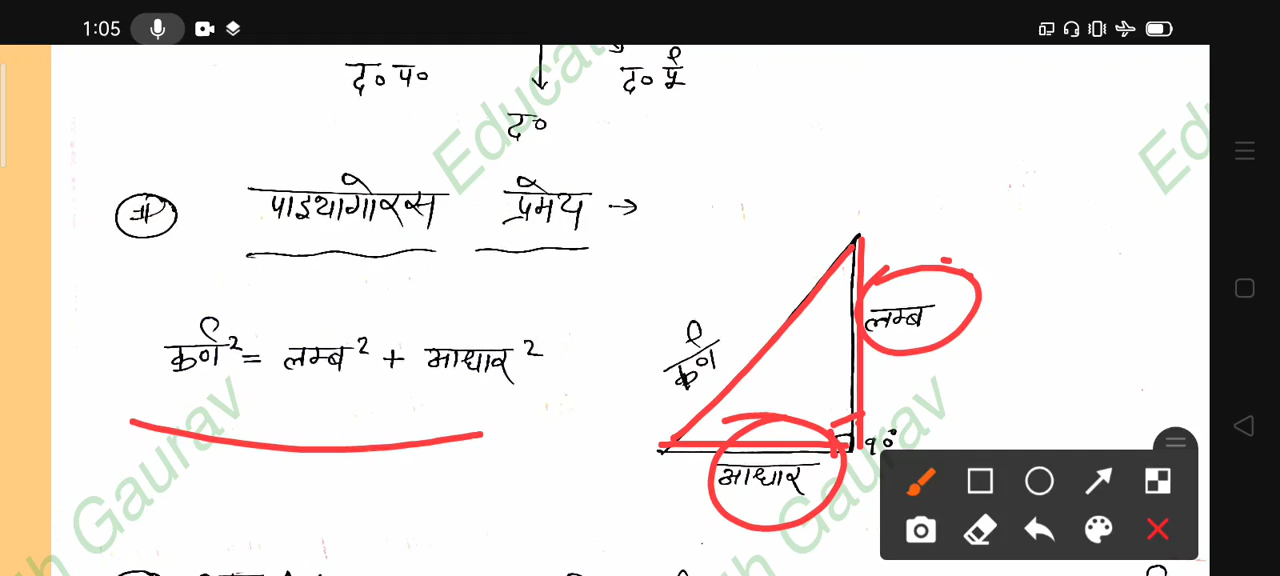 1:05
द० प०
द० पू
द०
पाइथागोरस प्रमेय →
कर्ण² = लम्ब² + आधार²
कर्ण
लम्ब
आधार
90°
Educat
Gaurav
th Gaurav
Ed